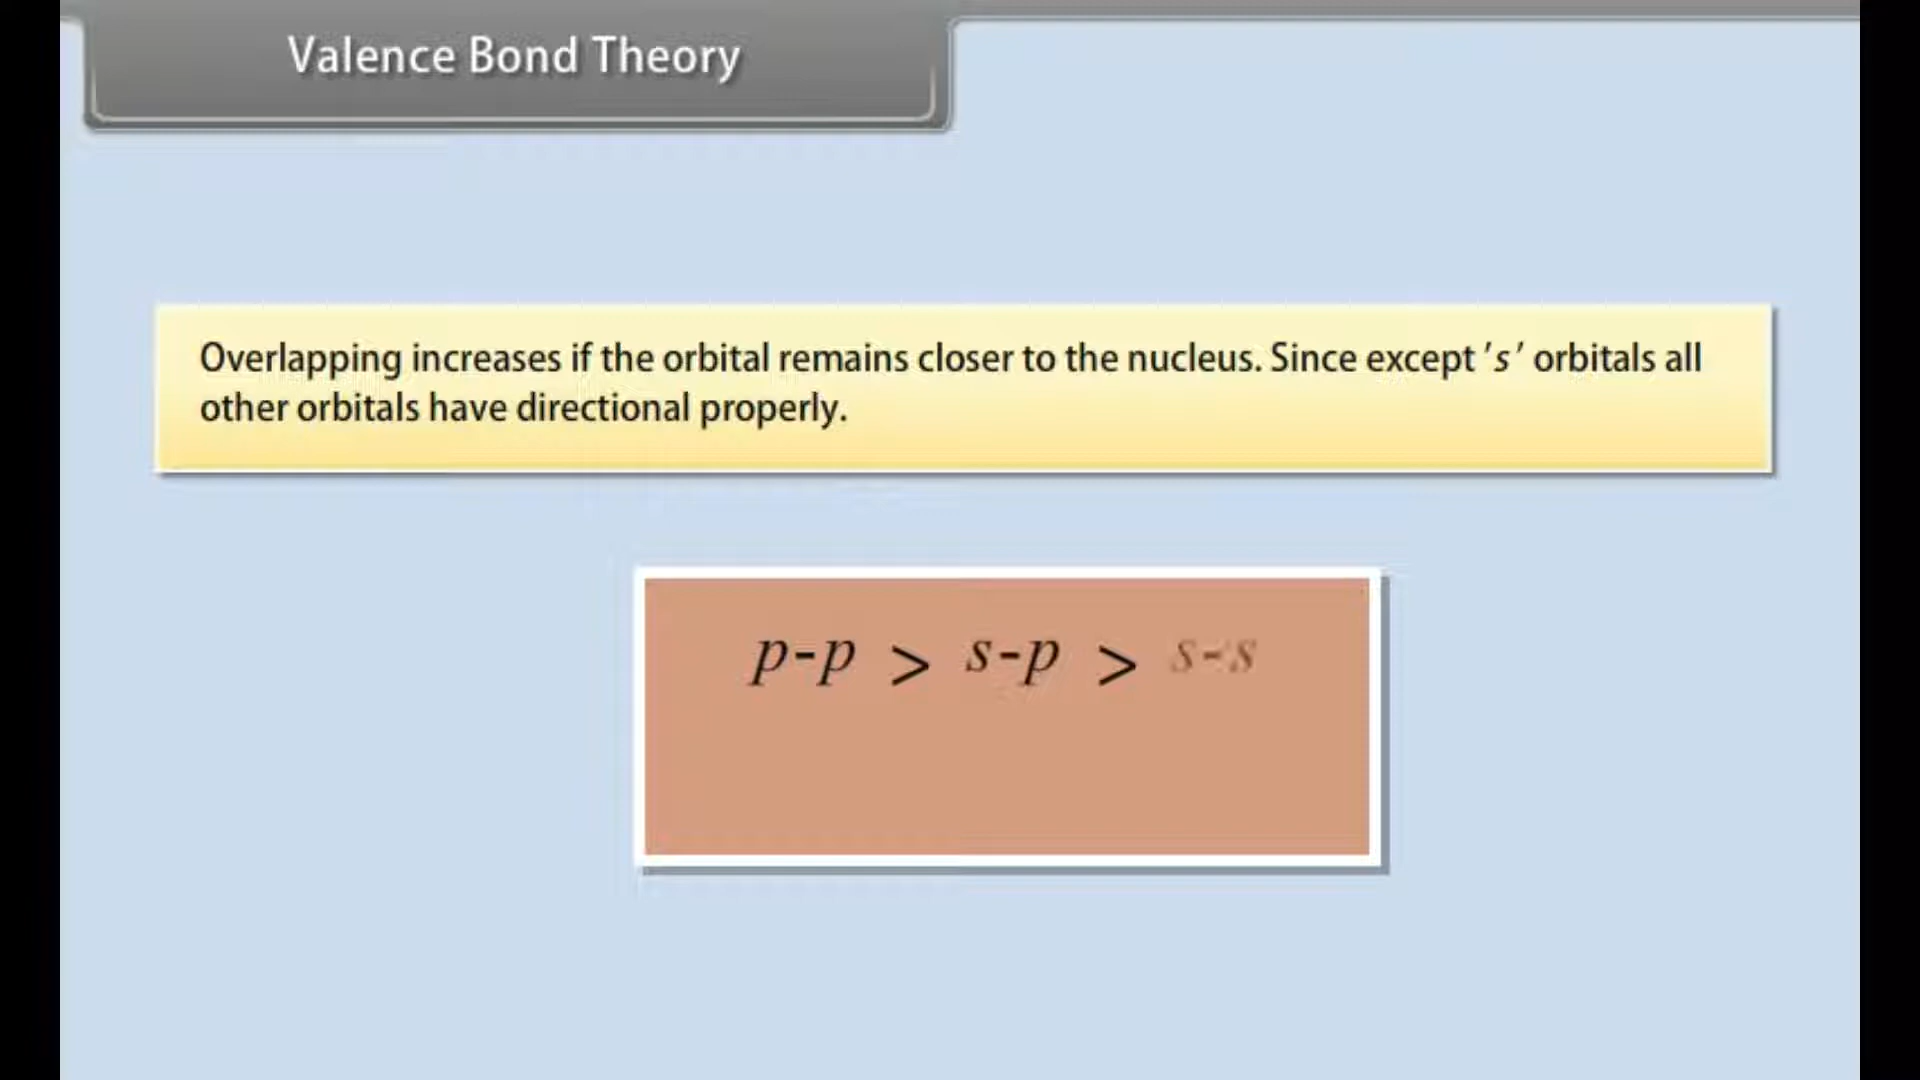 Valence Bond Theory
Overlapping increases if the orbital remains closer to the nucleus. Since except 's' orbitals all
other orbitals have directional properly.
p-p > s-p > s-s